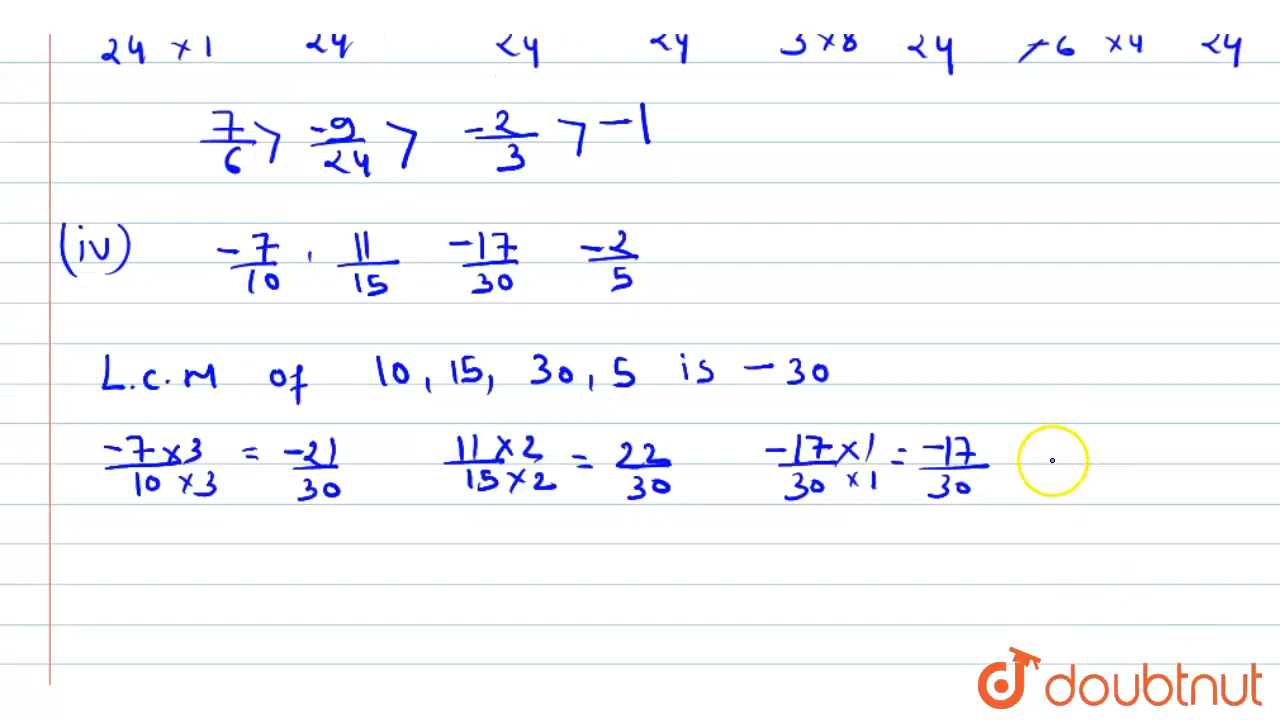 24 × 1 24 24 24 3 × 8 24 -6 × 4 24
7/6 > -9/24 > -2/3 > -1
(iv) -7/10 , 11/15 -17/30 -2/5
L.C.M of 10, 15, 30, 5 is - 30
-7×3/10×3 = -21/30 11×2/15×2 = 22/30 -17×1/30×1 = -17/30
doubtnut